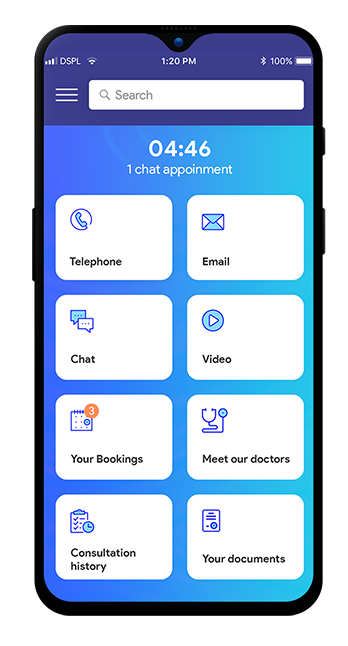 DSPL 1:20 PM 100%
Search
04:46
1 chat appoinment
Telephone
Email
Chat
Video
3
Your Bookings
Meet our doctors
Consultation
history
Your documents